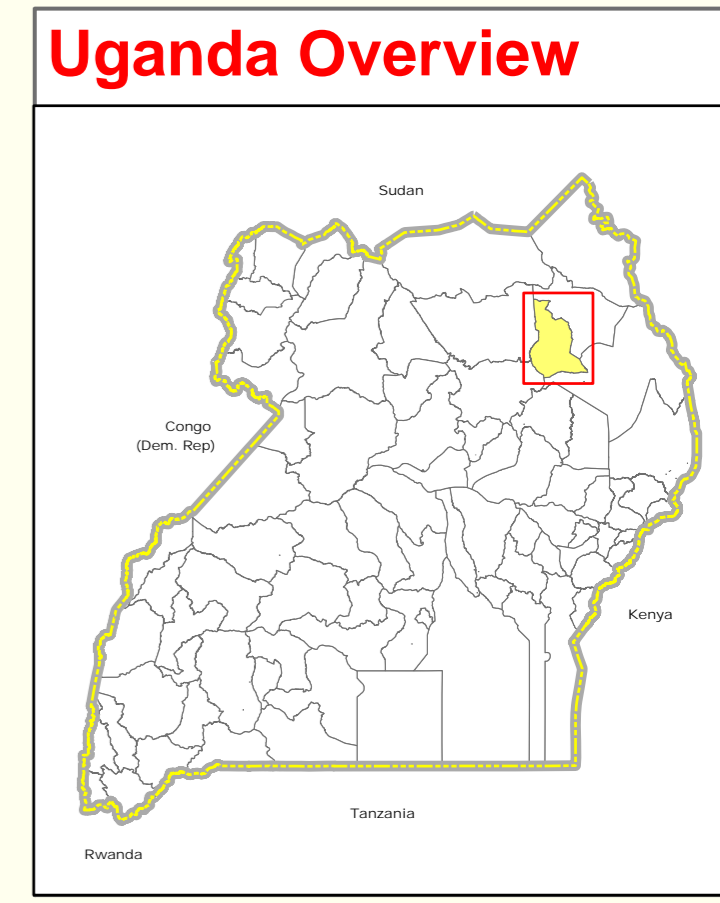 Uganda Overview
Sudan
Congo
(Dem. Rep)
Kenya
Tanzania
Rwanda